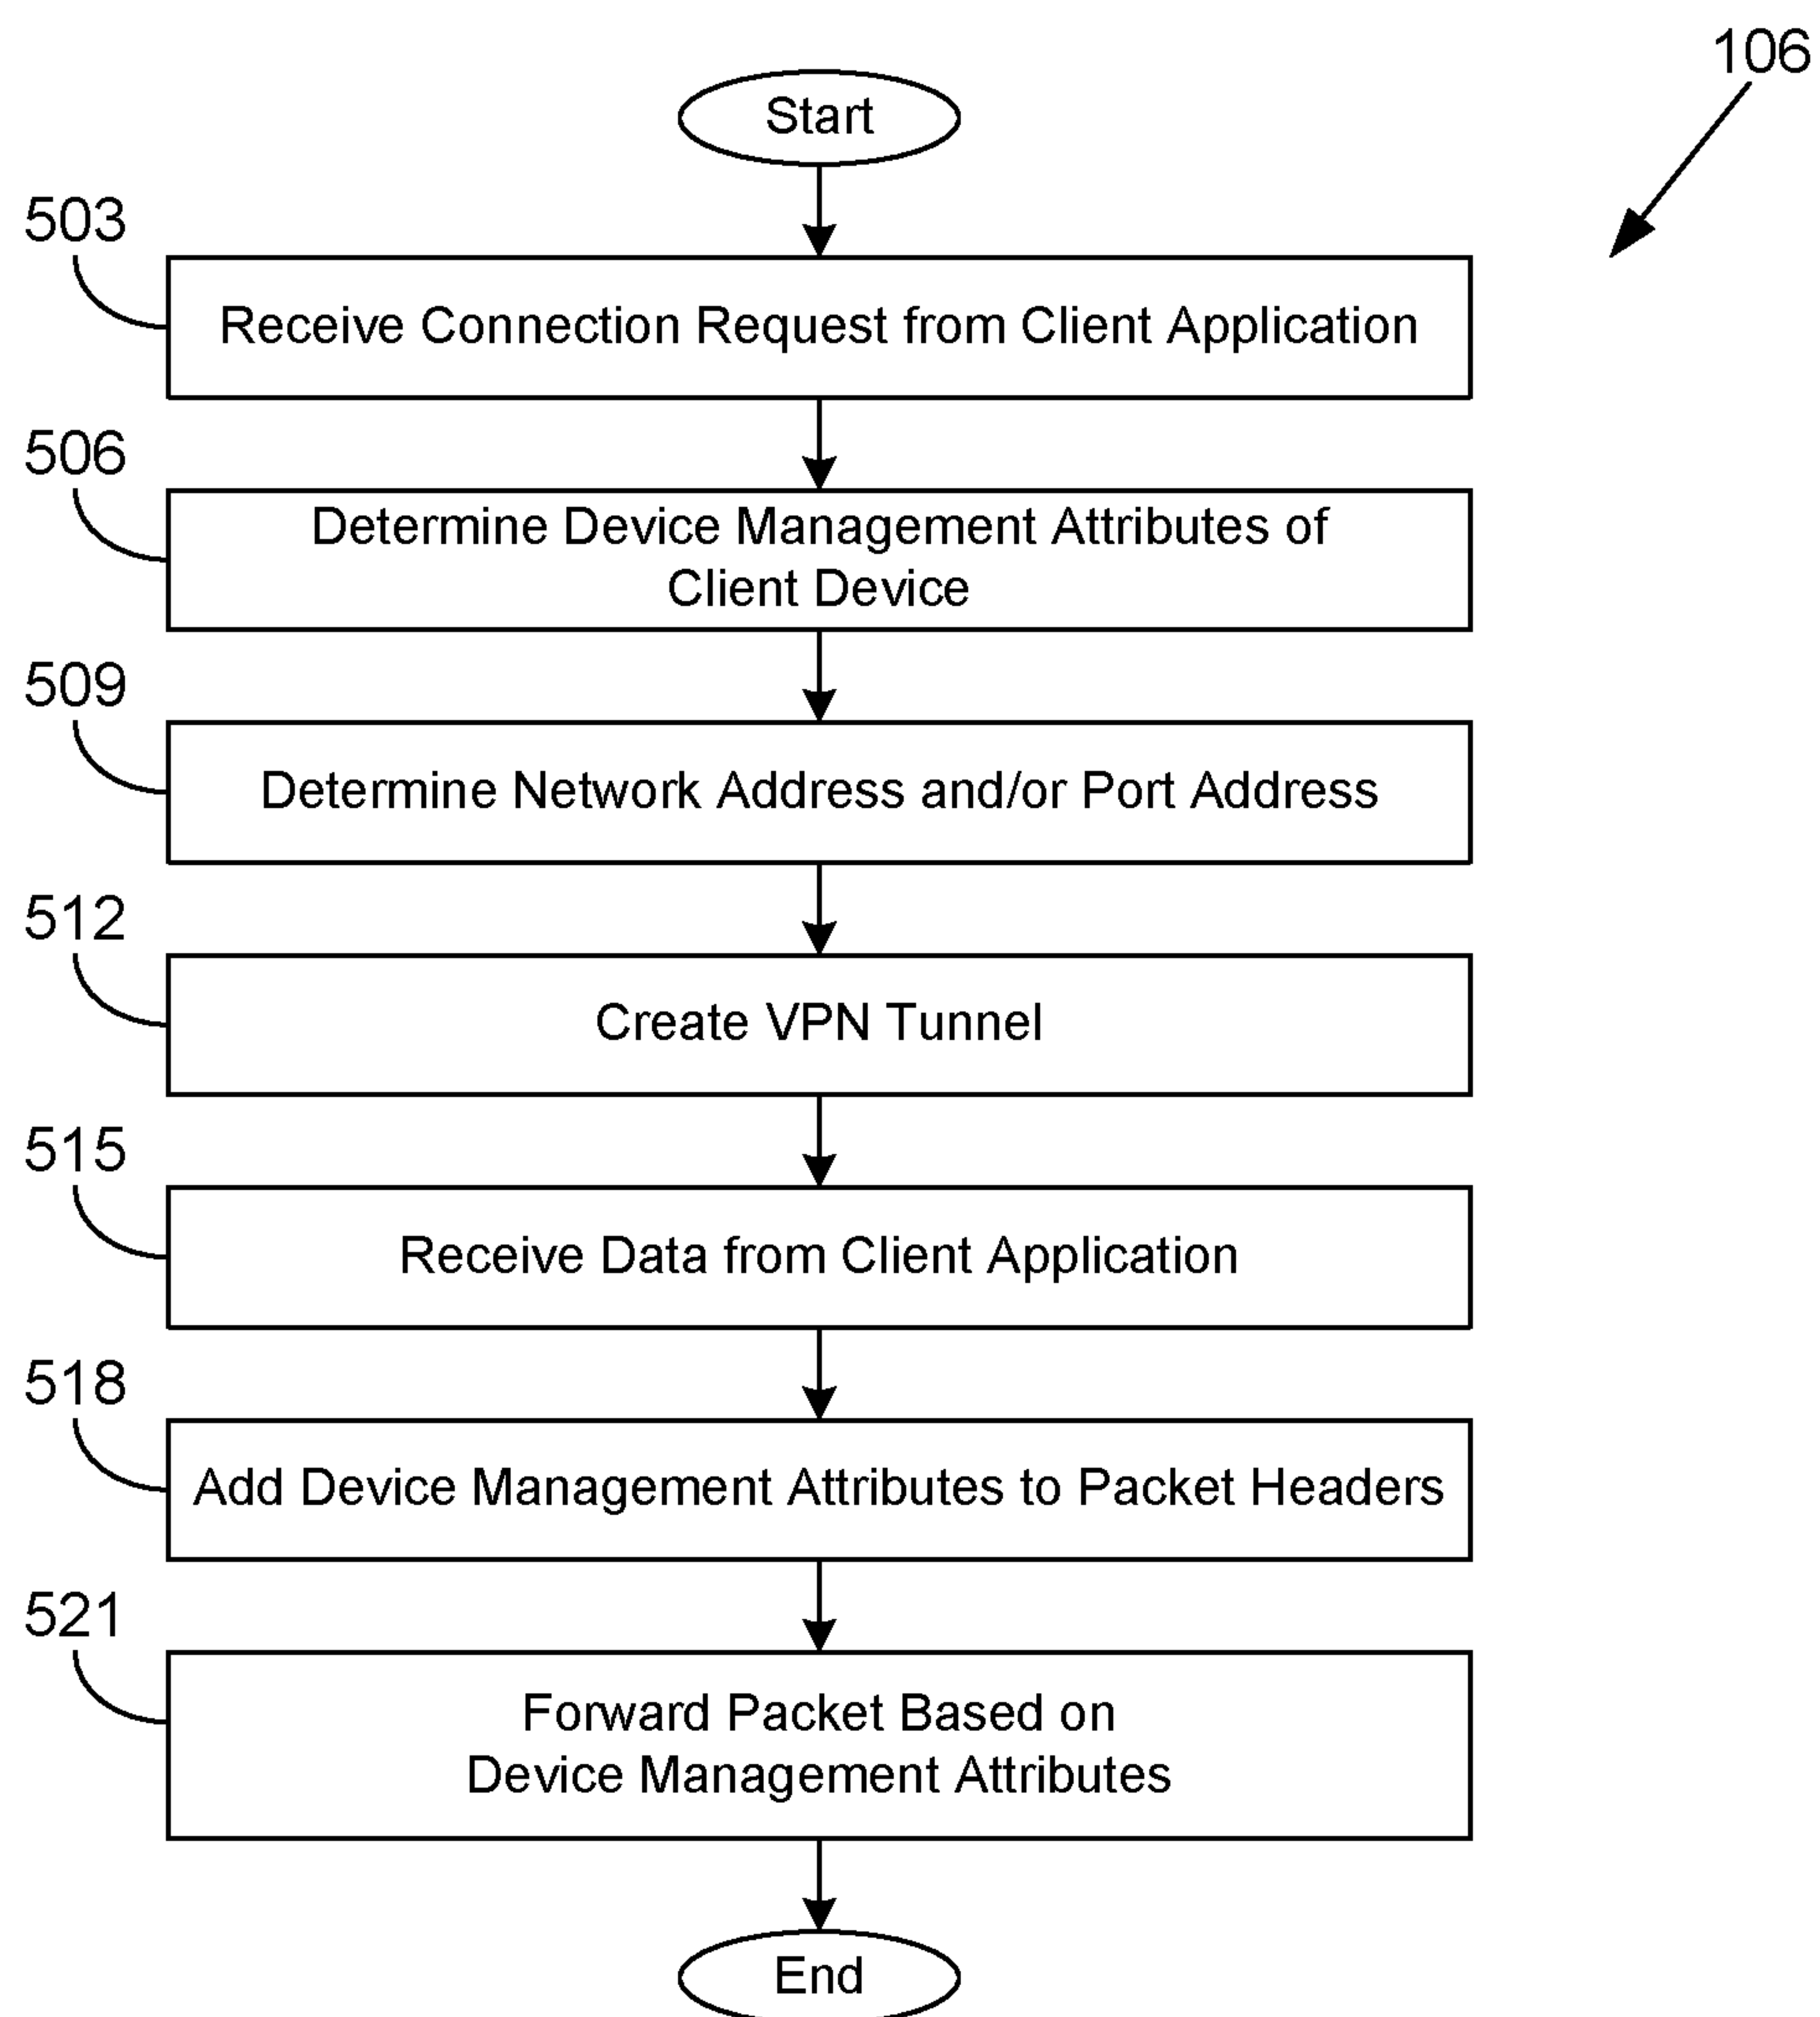 106
Start
503
Receive Connection Request from Client Application
506
Determine Device Management Attributes of
Client Device
509
Determine Network Address and/or Port Address
512
Create VPN Tunnel
515
Receive Data from Client Application
518
Add Device Management Attributes to Packet Headers
521
Forward Packet Based on
Device Management Attributes
End